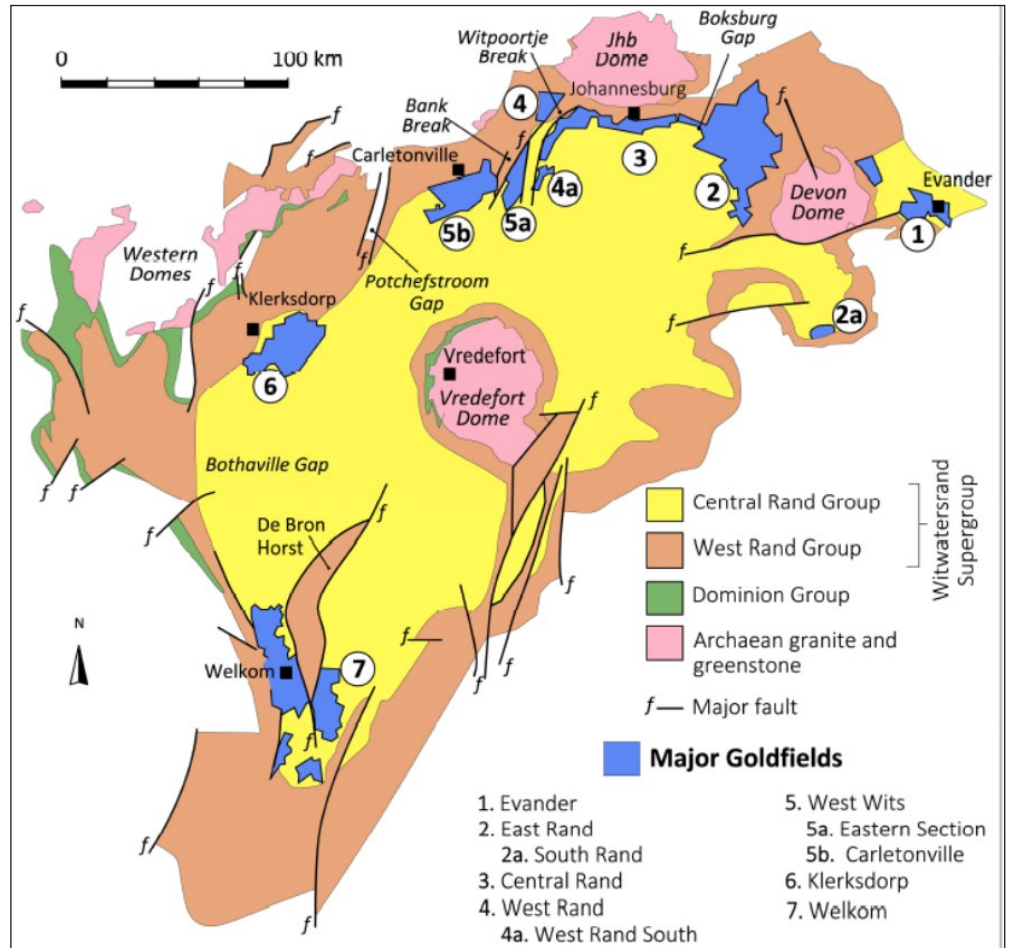 0
100 km
Witpoortje
Break
Jhb
Dome
Boksburg
Gap
Johannesburg
Bank
Break
4
Carletonville
3
4a
2
5a
5b
Devon
Dome
Evander
1
f
f
f
f
f
f
f
f
Western
Domes
Potchefstroom
Gap
Klerksdorp
6
2a
Vredefort
Vredefort
Dome
f
f
f
f
f
Bothaville Gap
f
De Bron
Horst
f
f
f
f
f
N
Welkom
7
f
f
f
Central Rand Group
West Rand Group
Witwatersrand
Supergroup
Dominion Group
Archaean granite and
greenstone
f Major fault
Major Goldfields
1. Evander
2. East Rand
2a. South Rand
3. Central Rand
4. West Rand
4a. West Rand South
5. West Wits
5a. Eastern Section
5b. Carletonville
6. Klerksdorp
7. Welkom